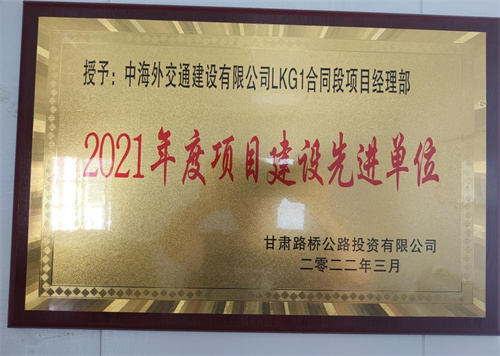 授予：中海外交通建设有限公司LKG1合同段项目经理部
2021年度项目建设先进单位
甘肃路桥公路投资有限公司
二零二二年三月